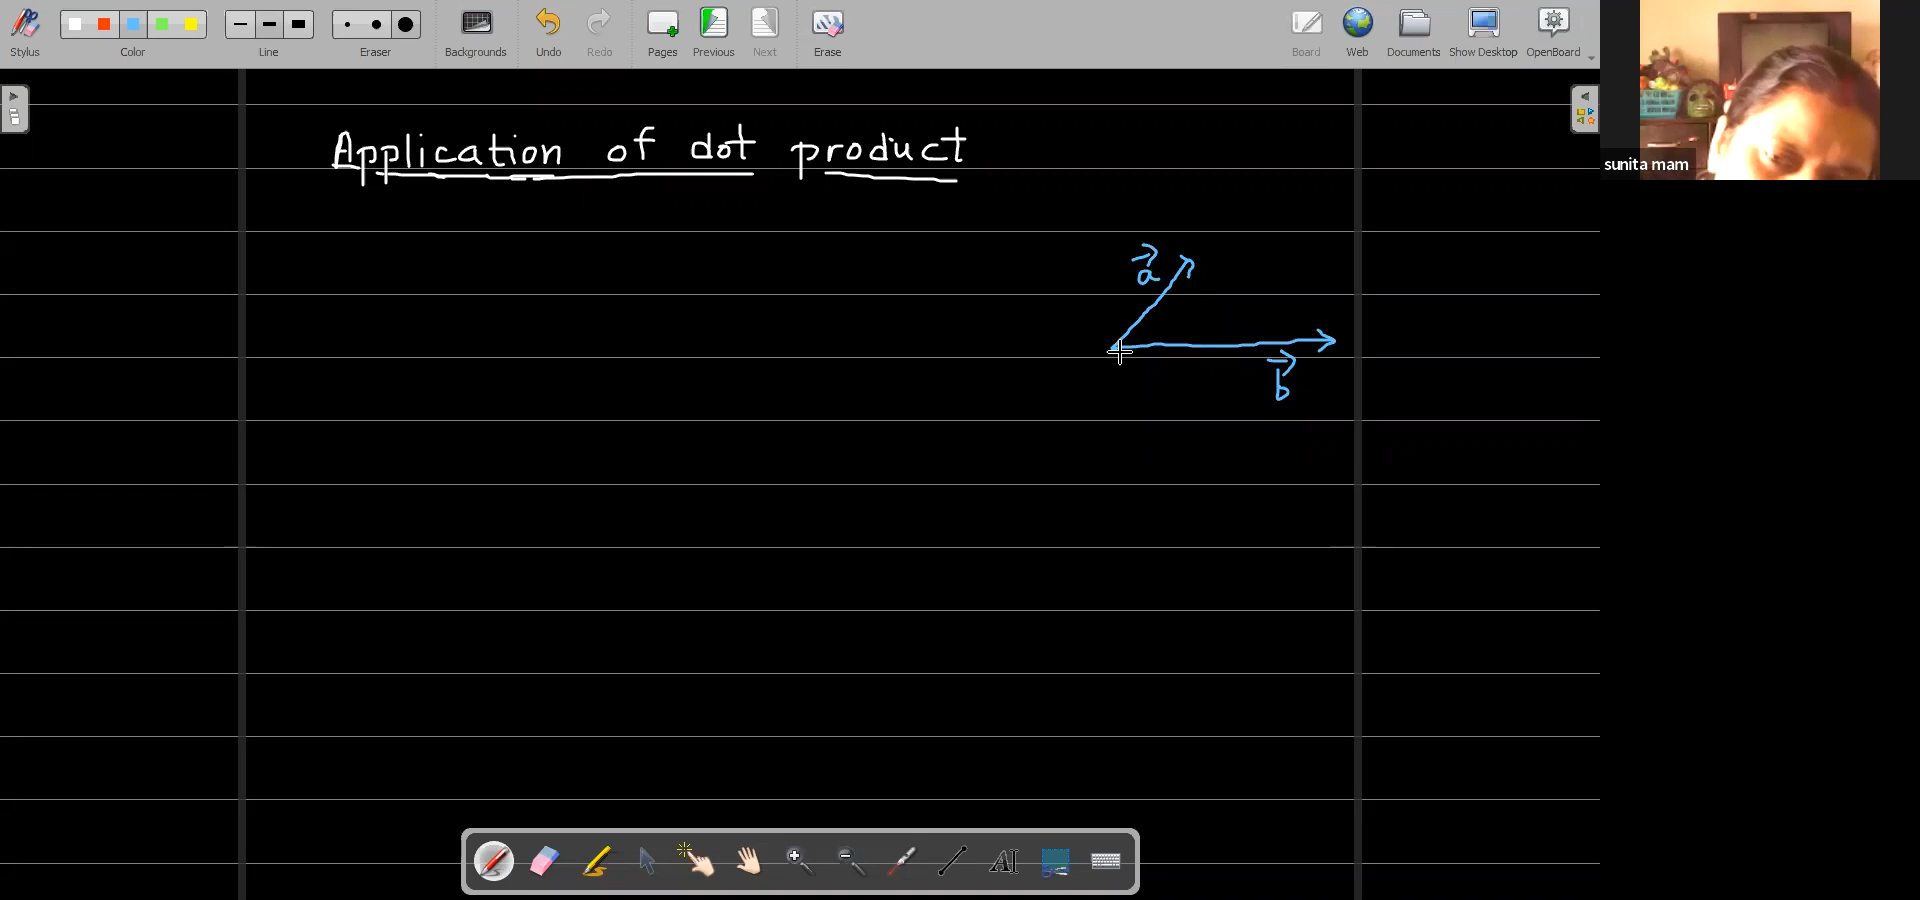 Stylus Color Line Eraser Backgrounds Undo Redo Pages Previous Next Erase Board Web Documents Show Desktop OpenBoard
sunita mam
Application of dot product
a⃗
b⃗
AI